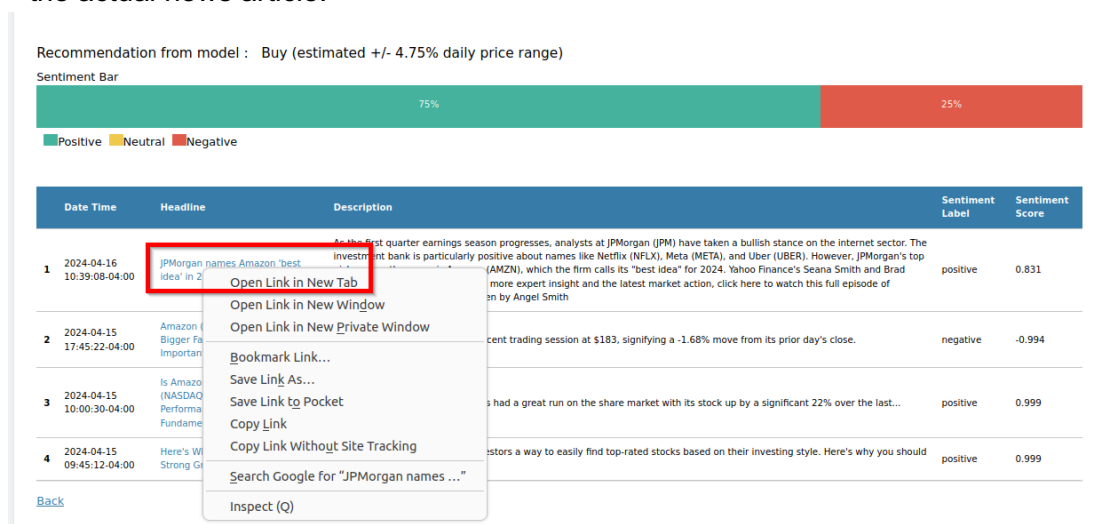 the actual news article.
Recommendation from model :   Buy (estimated +/- 4.75% daily price range)
Sentiment Bar
75%
25%
Positive Neutral Negative
Date Time
Headline
Description
Sentiment
Label
Sentiment
Score
1
2024-04-16
10:39:08-04:00
JPMorgan names Amazon 'best
idea' in 2
As the first quarter earnings season progresses, analysts at JPMorgan (JPM) have taken a bullish stance on the internet sector. The
investment bank is particularly positive about names like Netflix (NFLX), Meta (META), and Uber (UBER). However, JPMorgan's top
(AMZN), which the firm calls its "best idea" for 2024. Yahoo Finance's Seana Smith and Brad
more expert insight and the latest market action, click here to watch this full episode of
en by Angel Smith
positive
0.831
2
2024-04-15
17:45:22-04:00
Amazon (
Bigger Fa
Important
cent trading session at $183, signifying a -1.68% move from its prior day's close.
negative
-0.994
3
2024-04-15
10:00:30-04:00
Is Amazo
(NASDAQ
Performa
Fundame
s had a great run on the share market with its stock up by a significant 22% over the last...
positive
0.999
4
2024-04-15
09:45:12-04:00
Here's W
Strong Gr
estors a way to easily find top-rated stocks based on their investing style. Here's why you should
positive
0.999
Open Link in New Tab
Open Link in New Window
Open Link in New Private Window
Bookmark Link...
Save Link As...
Save Link to Pocket
Copy Link
Copy Link Without Site Tracking
Search Google for "JPMorgan names ..."
Inspect (Q)
Back